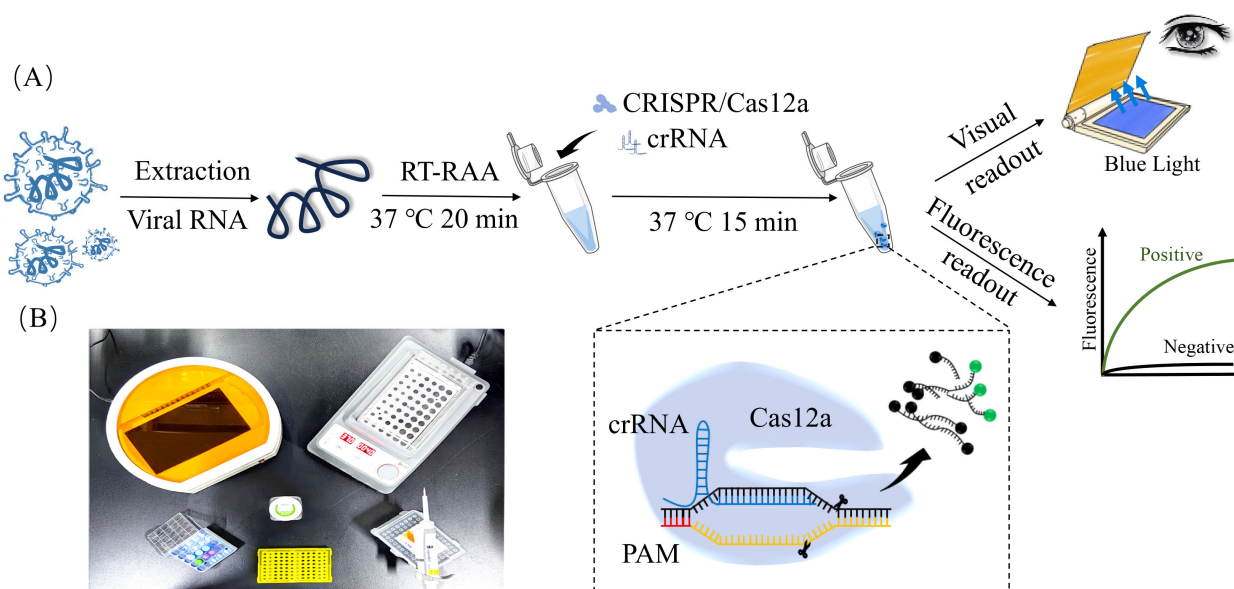 (A)
Extraction
Viral RNA
RT-RAA
37 ℃ 20 min
CRISPR/Cas12a
crRNA
37 ℃ 15 min
Visual
readout
Blue Light
Fluorescence
readout
Fluorescence
Positive
Negative
(B)
crRNA
Cas12a
PAM